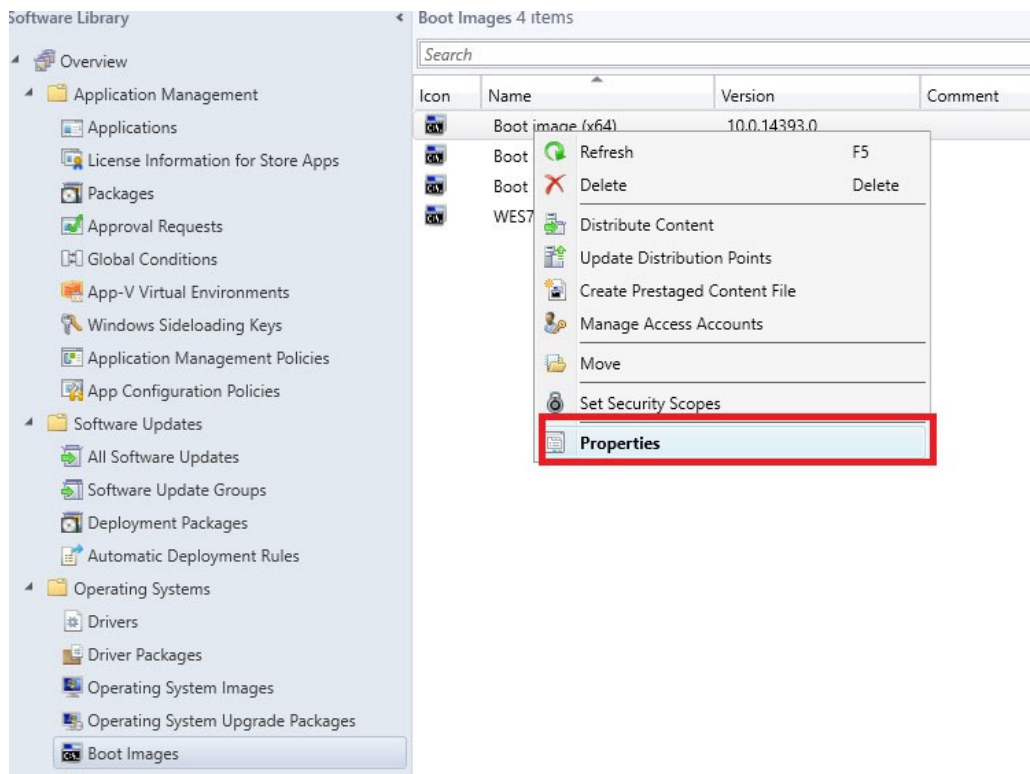 Software Library
Overview
Application Management
Applications
License Information for Store Apps
Packages
Approval Requests
Global Conditions
App-V Virtual Environments
Windows Sideloading Keys
Application Management Policies
App Configuration Policies
Software Updates
All Software Updates
Software Update Groups
Deployment Packages
Automatic Deployment Rules
Operating Systems
Drivers
Driver Packages
Operating System Images
Operating System Upgrade Packages
Boot Images
Boot Images 4 items
Search
Icon Name Version Comment
Boot image (x64) 10.0.14393.0
Boot
Boot
WES7
Refresh F5
Delete Delete
Distribute Content
Update Distribution Points
Create Prestaged Content File
Manage Access Accounts
Move
Set Security Scopes
Properties